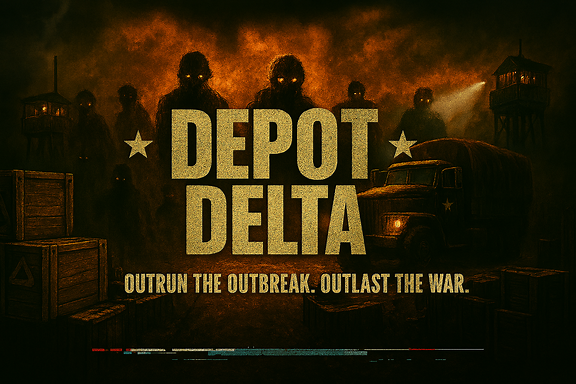 DEPOT
DELTA
OUTRUN THE OUTBREAK. OUTLAST THE WAR.